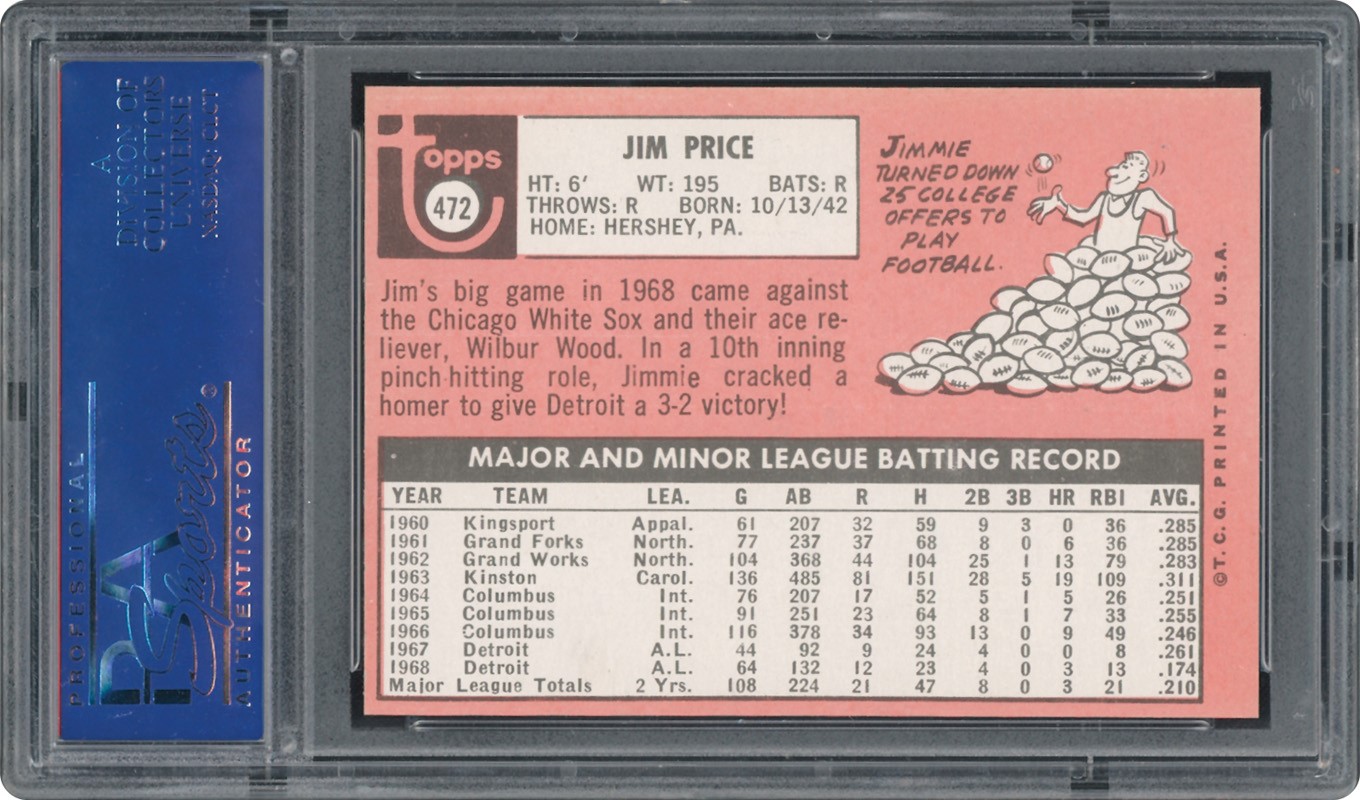 A
DIVISION OF
COLLECTORS
UNIVERSE
NASDAQ: CLCT
PROFESSIONAL
PSA
Sports
®
AUTHENTICATOR
topps
472
JIM PRICE
HT: 6' WT: 195 BATS: R
THROWS: R BORN: 10/13/42
HOME: HERSHEY, PA.
JIMMIE
TURNED DOWN
25 COLLEGE
OFFERS TO
PLAY
FOOTBALL.
Jim's big game in 1968 came against
the Chicago White Sox and their ace re-
liever, Wilbur Wood. In a 10th inning
pinch-hitting role, Jimmie cracked a
homer to give Detroit a 3-2 victory!
MAJOR AND MINOR LEAGUE BATTING RECORD
YEAR TEAM LEA. G AB R H 2B 3B HR RBI AVG.
1960 Kingsport Appal. 61 207 32 59 9 3 0 36 .285
1961 Grand Forks North. 77 237 37 68 8 0 6 36 .285
1962 Grand Works North. 104 368 44 104 25 1 13 79 .283
1963 Kinston Carol. 136 485 81 151 28 5 19 109 .311
1964 Columbus Int. 76 207 17 52 5 1 5 26 .251
1965 Columbus Int. 91 251 23 64 8 1 7 33 .255
1966 Columbus Int. 116 378 34 93 13 0 9 49 .246
1967 Detroit A.L. 44 92 9 24 4 0 0 8 .261
1968 Detroit A.L. 64 132 12 23 4 0 3 13 .174
Major League Totals 2 Yrs. 108 224 21 47 8 0 3 21 .210
© T. C. G. PRINTED IN U.S.A.